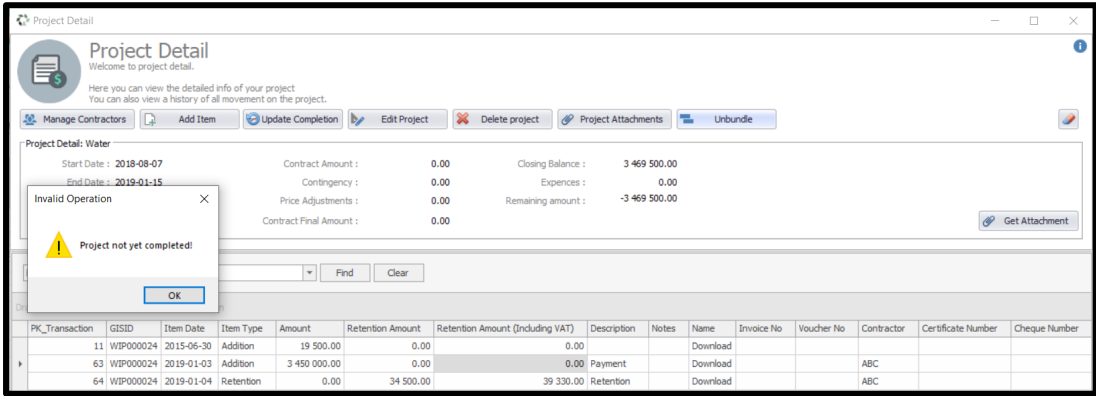 Project Detail
Project Detail
Welcome to project detail.
Here you can view the detailed info of your project
You can also view a history of all movement on the project.
Manage Contractors Add Item Update Completion Edit Project Delete project Project Attachments Unbundle
Project Detail: Water
Start Date : 2018-08-07 Contract Amount : 0.00 Closing Balance : 3 469 500.00
End Date : 2019-01-15 Contingency : 0.00 Expences : 0.00
Price Adjustments : 0.00 Remaining amount : -3 469 500.00
Contract Final Amount : 0.00
Get Attachment
Invalid Operation
Project not yet completed!
OK
Find Clear
PK_Transaction GISID Item Date Item Type Amount Retention Amount Retention Amount (Including VAT) Description Notes Name Invoice No Voucher No Contractor Certificate Number Cheque Number
11 WIP000024 2015-06-30 Addition 19 500.00 0.00 0.00 Download
63 WIP000024 2019-01-03 Addition 3 450 000.00 0.00 0.00 Payment Download ABC
64 WIP000024 2019-01-04 Retention 0.00 34 500.00 39 330.00 Retention Download ABC